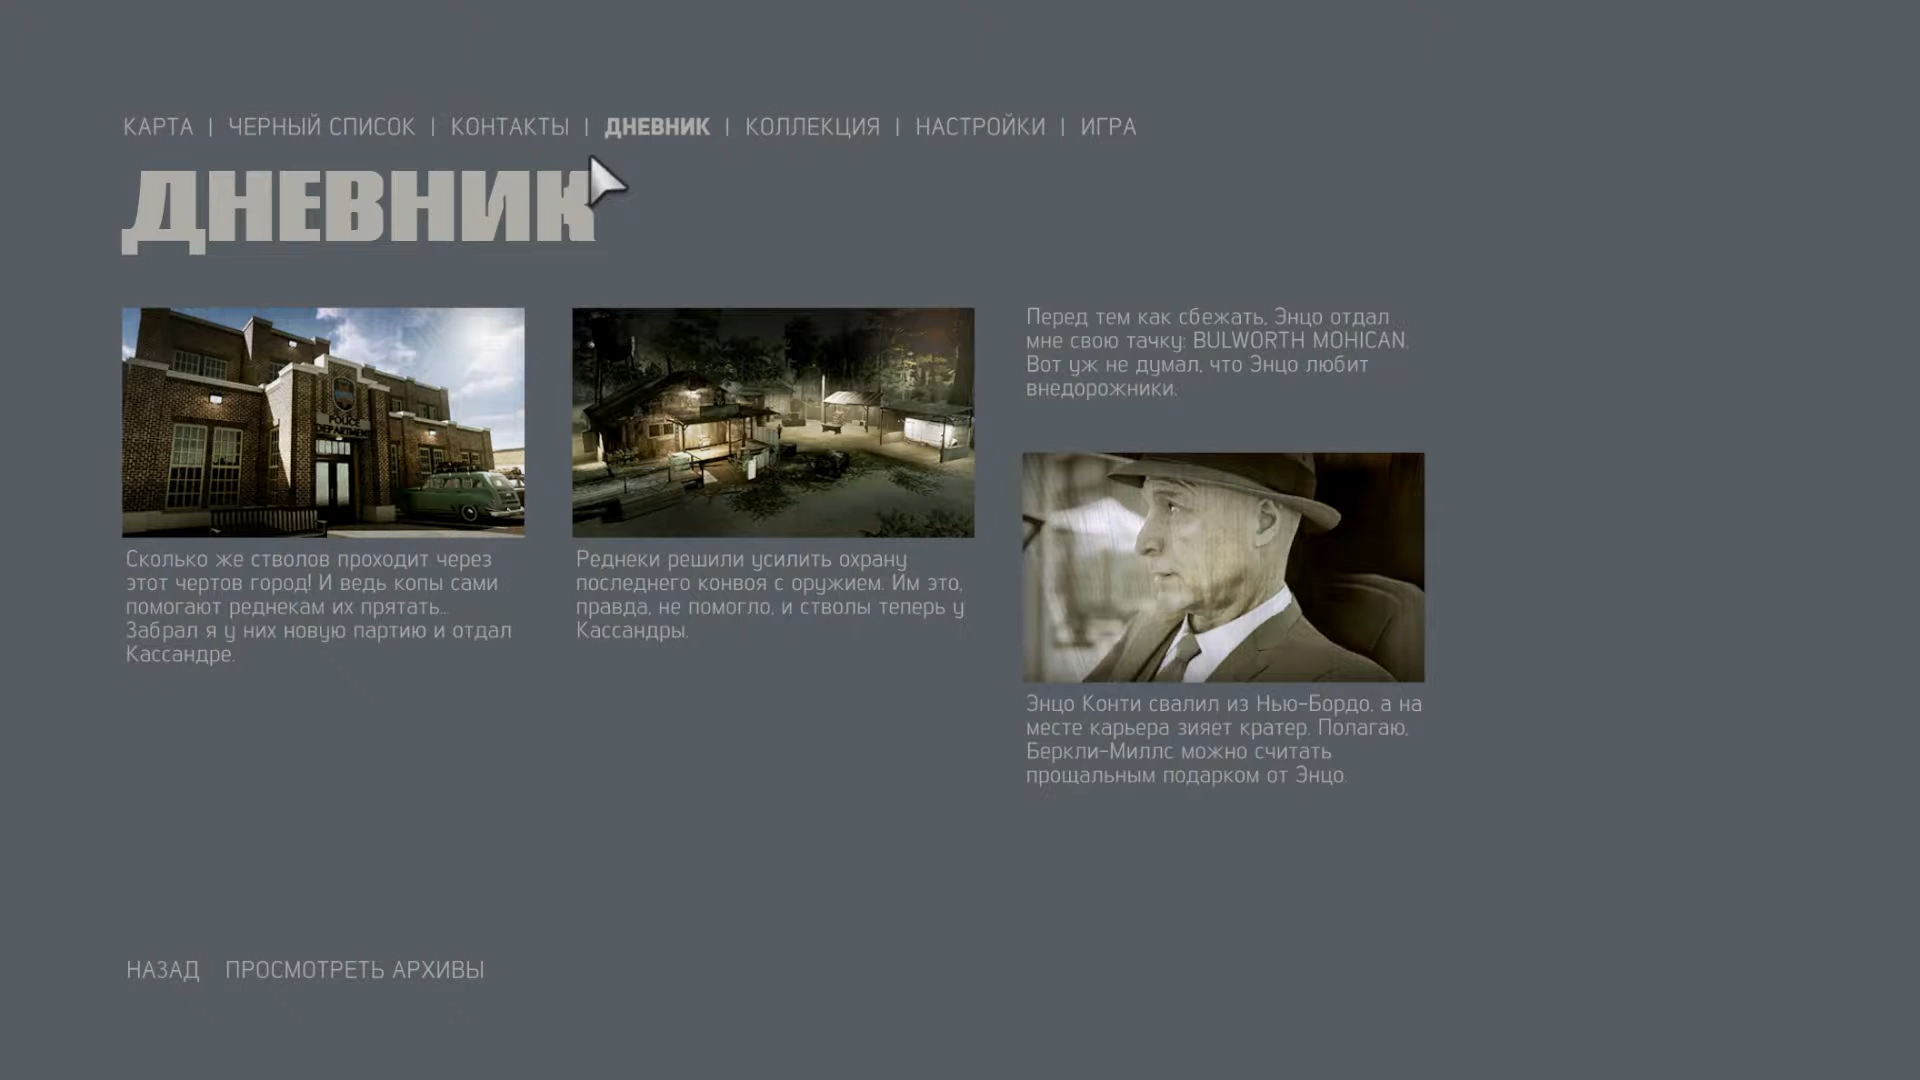 КАРТА | ЧЕРНЫЙ СПИСОК | КОНТАКТЫ | ДНЕВНИК | КОЛЛЕКЦИЯ | НАСТРОЙКИ | ИГРА
ДНЕВНИК
POLICE
DEPARTMENT
Сколько же стволов проходит через
этот чертов город! И ведь копы сами
помогают реднекам их прятать...
Забрал я у них новую партию и отдал
Кассандре.
Реднеки решили усилить охрану
последнего конвоя с оружием. Им это,
правда, не помогло, и стволы теперь у
Кассандры.
Перед тем как сбежать, Энцо отдал
мне свою тачку: BULWORTH MOHICAN.
Вот уж не думал, что Энцо любит
внедорожники.
Энцо Конти свалил из Нью-Бордо, а на
месте карьера зияет кратер. Полагаю,
Беркли-Миллс можно считать
прощальным подарком от Энцо.
НАЗАД ПРОСМОТРЕТЬ АРХИВЫ